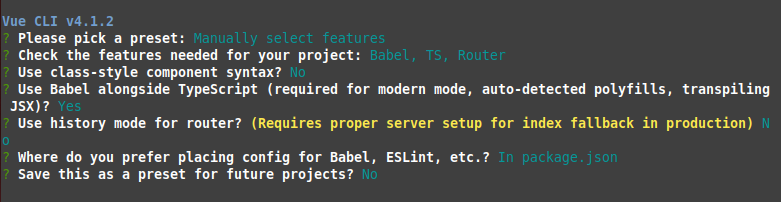 Vue CLI v4.1.2
? Please pick a preset: Manually select features
? Check the features needed for your project: Babel, TS, Router
? Use class-style component syntax? No
? Use Babel alongside TypeScript (required for modern mode, auto-detected polyfills, transpiling
 JSX)? Yes
? Use history mode for router? (Requires proper server setup for index fallback in production) N
o
? Where do you prefer placing config for Babel, ESLint, etc.? In package.json
? Save this as a preset for future projects? No